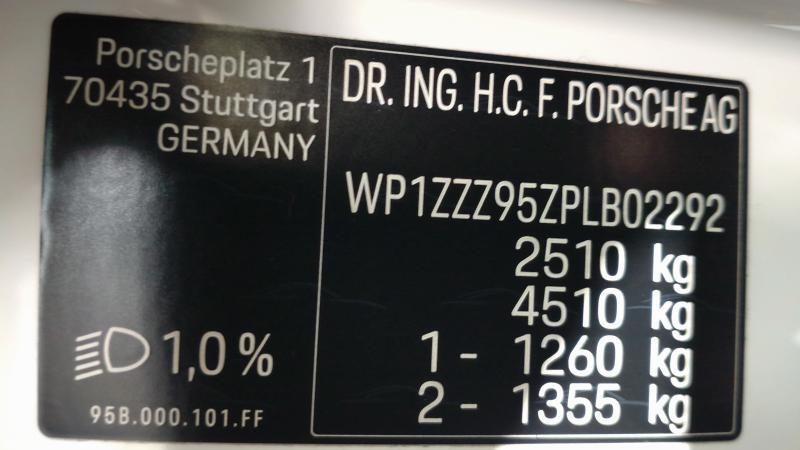 Porscheplatz 1
70435 Stuttgart
GERMANY
1,0 %
95B.000.101.FF
DR. ING. H.C. F. PORSCHE AG
WP1ZZZ95ZPLB02292
2510 kg
4510 kg
1 - 1260 kg
2 - 1355 kg